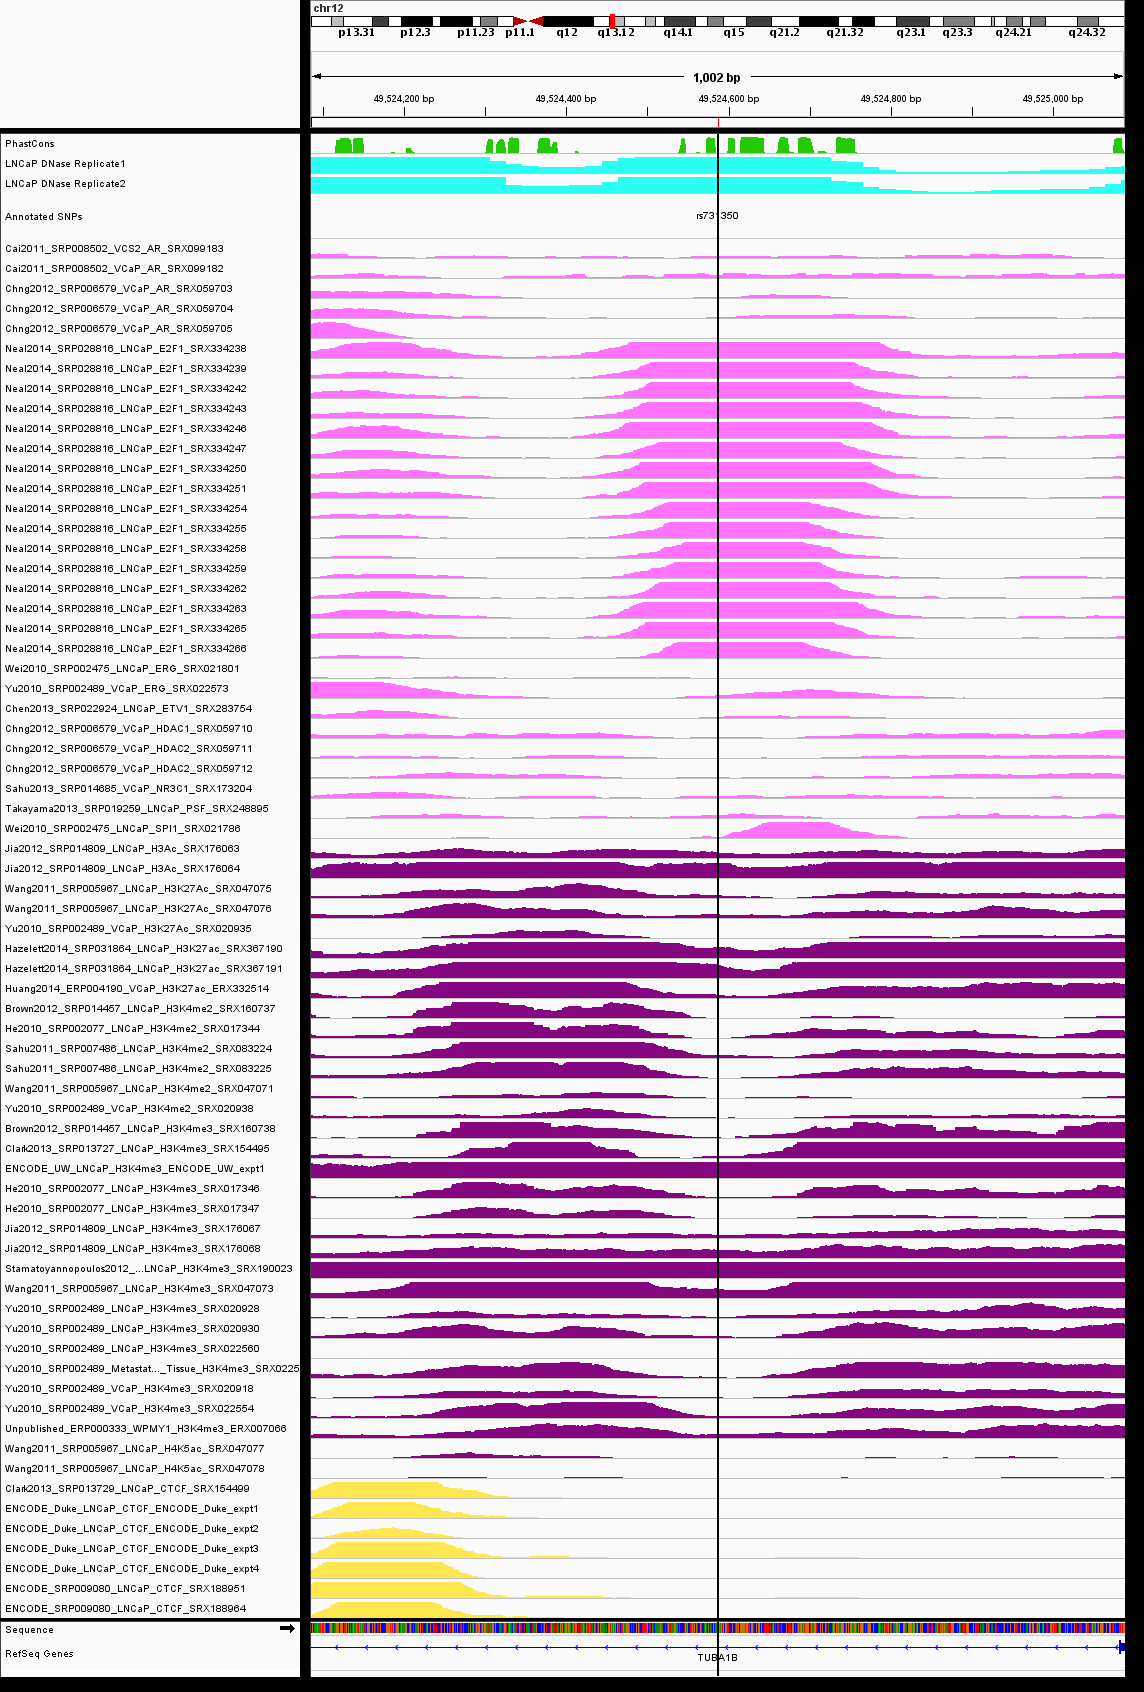 chr12
p13.31 p12.3 p11.23 p11.1 q12 q13.12 q14.1 q15 q21.2 q21.32 q23.1 q23.3 q24.21 q24.32
1,002 bp
49,524,200 bp 49,524,400 bp 49,524,600 bp 49,524,800 bp 49,525,000 bp
PhastCons
LNCaP DNase Replicate1
LNCaP DNase Replicate2
Annotated SNPs
Cai2011_SRP008502_VCS2_AR_SRX099183
Cai2011_SRP008502_VCaP_AR_SRX099182
Chng2012_SRP006579_VCaP_AR_SRX059703
Chng2012_SRP006579_VCaP_AR_SRX059704
Chng2012_SRP006579_VCaP_AR_SRX059705
Neal2014_SRP028816_LNCaP_E2F1_SRX334238
Neal2014_SRP028816_LNCaP_E2F1_SRX334239
Neal2014_SRP028816_LNCaP_E2F1_SRX334242
Neal2014_SRP028816_LNCaP_E2F1_SRX334243
Neal2014_SRP028816_LNCaP_E2F1_SRX334246
Neal2014_SRP028816_LNCaP_E2F1_SRX334247
Neal2014_SRP028816_LNCaP_E2F1_SRX334250
Neal2014_SRP028816_LNCaP_E2F1_SRX334251
Neal2014_SRP028816_LNCaP_E2F1_SRX334254
Neal2014_SRP028816_LNCaP_E2F1_SRX334255
Neal2014_SRP028816_LNCaP_E2F1_SRX334258
Neal2014_SRP028816_LNCaP_E2F1_SRX334259
Neal2014_SRP028816_LNCaP_E2F1_SRX334262
Neal2014_SRP028816_LNCaP_E2F1_SRX334263
Neal2014_SRP028816_LNCaP_E2F1_SRX334265
Neal2014_SRP028816_LNCaP_E2F1_SRX334266
Wei2010_SRP002475_LNCaP_ERG_SRX021801
Yu2010_SRP002489_VCaP_ERG_SRX022573
Chen2013_SRP022924_LNCaP_ETV1_SRX283754
Chng2012_SRP006579_VCaP_HDAC1_SRX059710
Chng2012_SRP006579_VCaP_HDAC2_SRX059711
Chng2012_SRP006579_VCaP_HDAC2_SRX059712
Sahu2013_SRP014685_VCaP_NR3C1_SRX173204
Takayama2013_SRP019259_LNCaP_PSF_SRX248895
Wei2010_SRP002475_LNCaP_SPI1_SRX021786
Jia2012_SRP014809_LNCaP_H3Ac_SRX176063
Jia2012_SRP014809_LNCaP_H3Ac_SRX176064
Wang2011_SRP005967_LNCaP_H3K27Ac_SRX047075
Wang2011_SRP005967_LNCaP_H3K27Ac_SRX047076
Yu2010_SRP002489_VCaP_H3K27Ac_SRX020935
Hazelett2014_SRP031864_LNCaP_H3K27ac_SRX367190
Hazelett2014_SRP031864_LNCaP_H3K27ac_SRX367191
Huang2014_ERP004190_VCaP_H3K27ac_ERX332514
Brown2012_SRP014457_LNCaP_H3K4me2_SRX160737
He2010_SRP002077_LNCaP_H3K4me2_SRX017344
Sahu2011_SRP007486_LNCaP_H3K4me2_SRX083224
Sahu2011_SRP007486_LNCaP_H3K4me2_SRX083225
Wang2011_SRP005967_LNCaP_H3K4me2_SRX047071
Yu2010_SRP002489_VCaP_H3K4me2_SRX020938
Brown2012_SRP014457_LNCaP_H3K4me3_SRX160738
Clark2013_SRP013727_LNCaP_H3K4me3_SRX154495
ENCODE_UW_LNCaP_H3K4me3_ENCODE_UW_expt1
He2010_SRP002077_LNCaP_H3K4me3_SRX017346
He2010_SRP002077_LNCaP_H3K4me3_SRX017347
Jia2012_SRP014809_LNCaP_H3K4me3_SRX176067
Jia2012_SRP014809_LNCaP_H3K4me3_SRX176068
Stamatoyannopoulos2012_...LNCaP_H3K4me3_SRX190023
Wang2011_SRP005967_LNCaP_H3K4me3_SRX047073
Yu2010_SRP002489_LNCaP_H3K4me3_SRX020928
Yu2010_SRP002489_LNCaP_H3K4me3_SRX020930
Yu2010_SRP002489_LNCaP_H3K4me3_SRX022560
Yu2010_SRP002489_Metastat..._Tissue_H3K4me3_SRX0225
Yu2010_SRP002489_VCaP_H3K4me3_SRX020918
Yu2010_SRP002489_VCaP_H3K4me3_SRX022554
Unpublished_ERP000333_WPMY1_H3K4me3_ERX007066
Wang2011_SRP005967_LNCaP_H4K5ac_SRX047077
Wang2011_SRP005967_LNCaP_H4K5ac_SRX047078
Clark2013_SRP013729_LNCaP_CTCF_SRX154499
ENCODE_Duke_LNCaP_CTCF_ENCODE_Duke_expt1
ENCODE_Duke_LNCaP_CTCF_ENCODE_Duke_expt2
ENCODE_Duke_LNCaP_CTCF_ENCODE_Duke_expt3
ENCODE_Duke_LNCaP_CTCF_ENCODE_Duke_expt4
ENCODE_SRP009080_LNCaP_CTCF_SRX188951
ENCODE_SRP009080_LNCaP_CTCF_SRX188964
Sequence
RefSeq Genes
TUBA1B